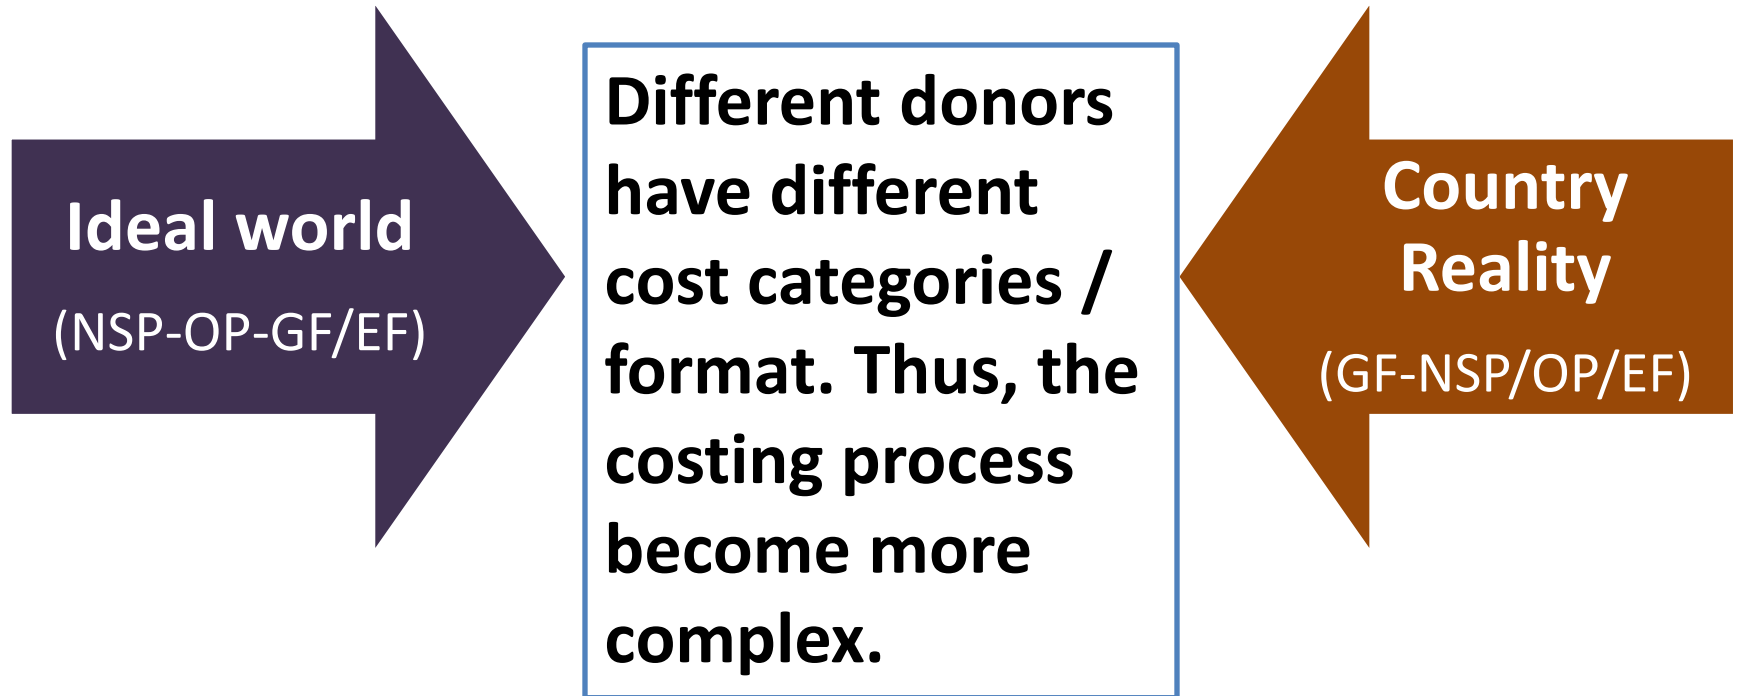 Ideal world
(NSP-OP-GF/EF)
Different donors
have different
cost categories /
format. Thus, the
costing process
become more
complex.
Country
Reality
(GF-NSP/OP/EF)